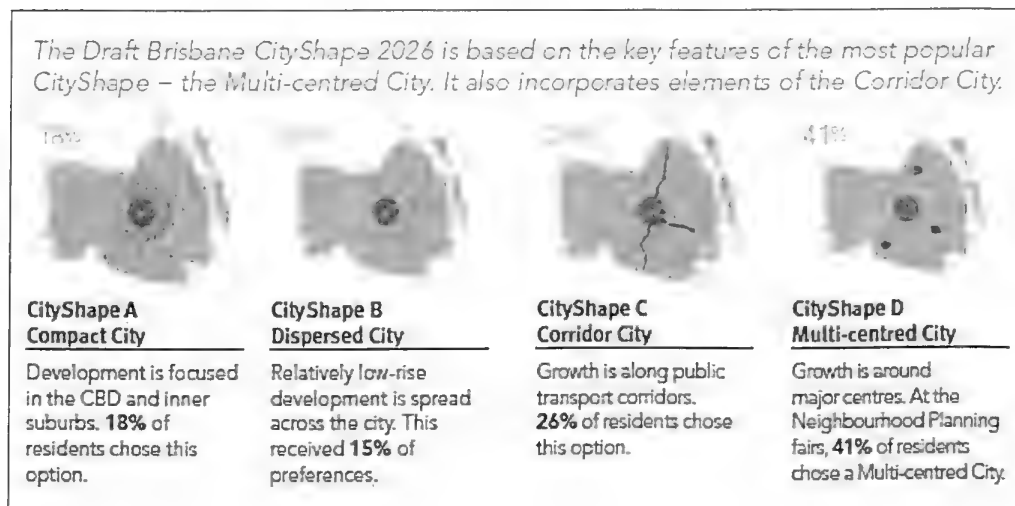 The Draft Brisbane CityShape 2026 is based on the key features of the most popular
CityShape – the Multi-centred City. It also incorporates elements of the Corridor City.
18%
41%
CityShape A
Compact City
Development is focused
in the CBD and inner
suburbs. 18% of
residents chose this
option.
CityShape B
Dispersed City
Relatively low-rise
development is spread
across the city. This
received 15% of
preferences.
CityShape C
Corridor City
Growth is along public
transport corridors.
26% of residents chose
this option.
CityShape D
Multi-centred City
Growth is around
major centres. At the
Neighbourhood Planning
fairs, 41% of residents
chose a Multi-centred City.